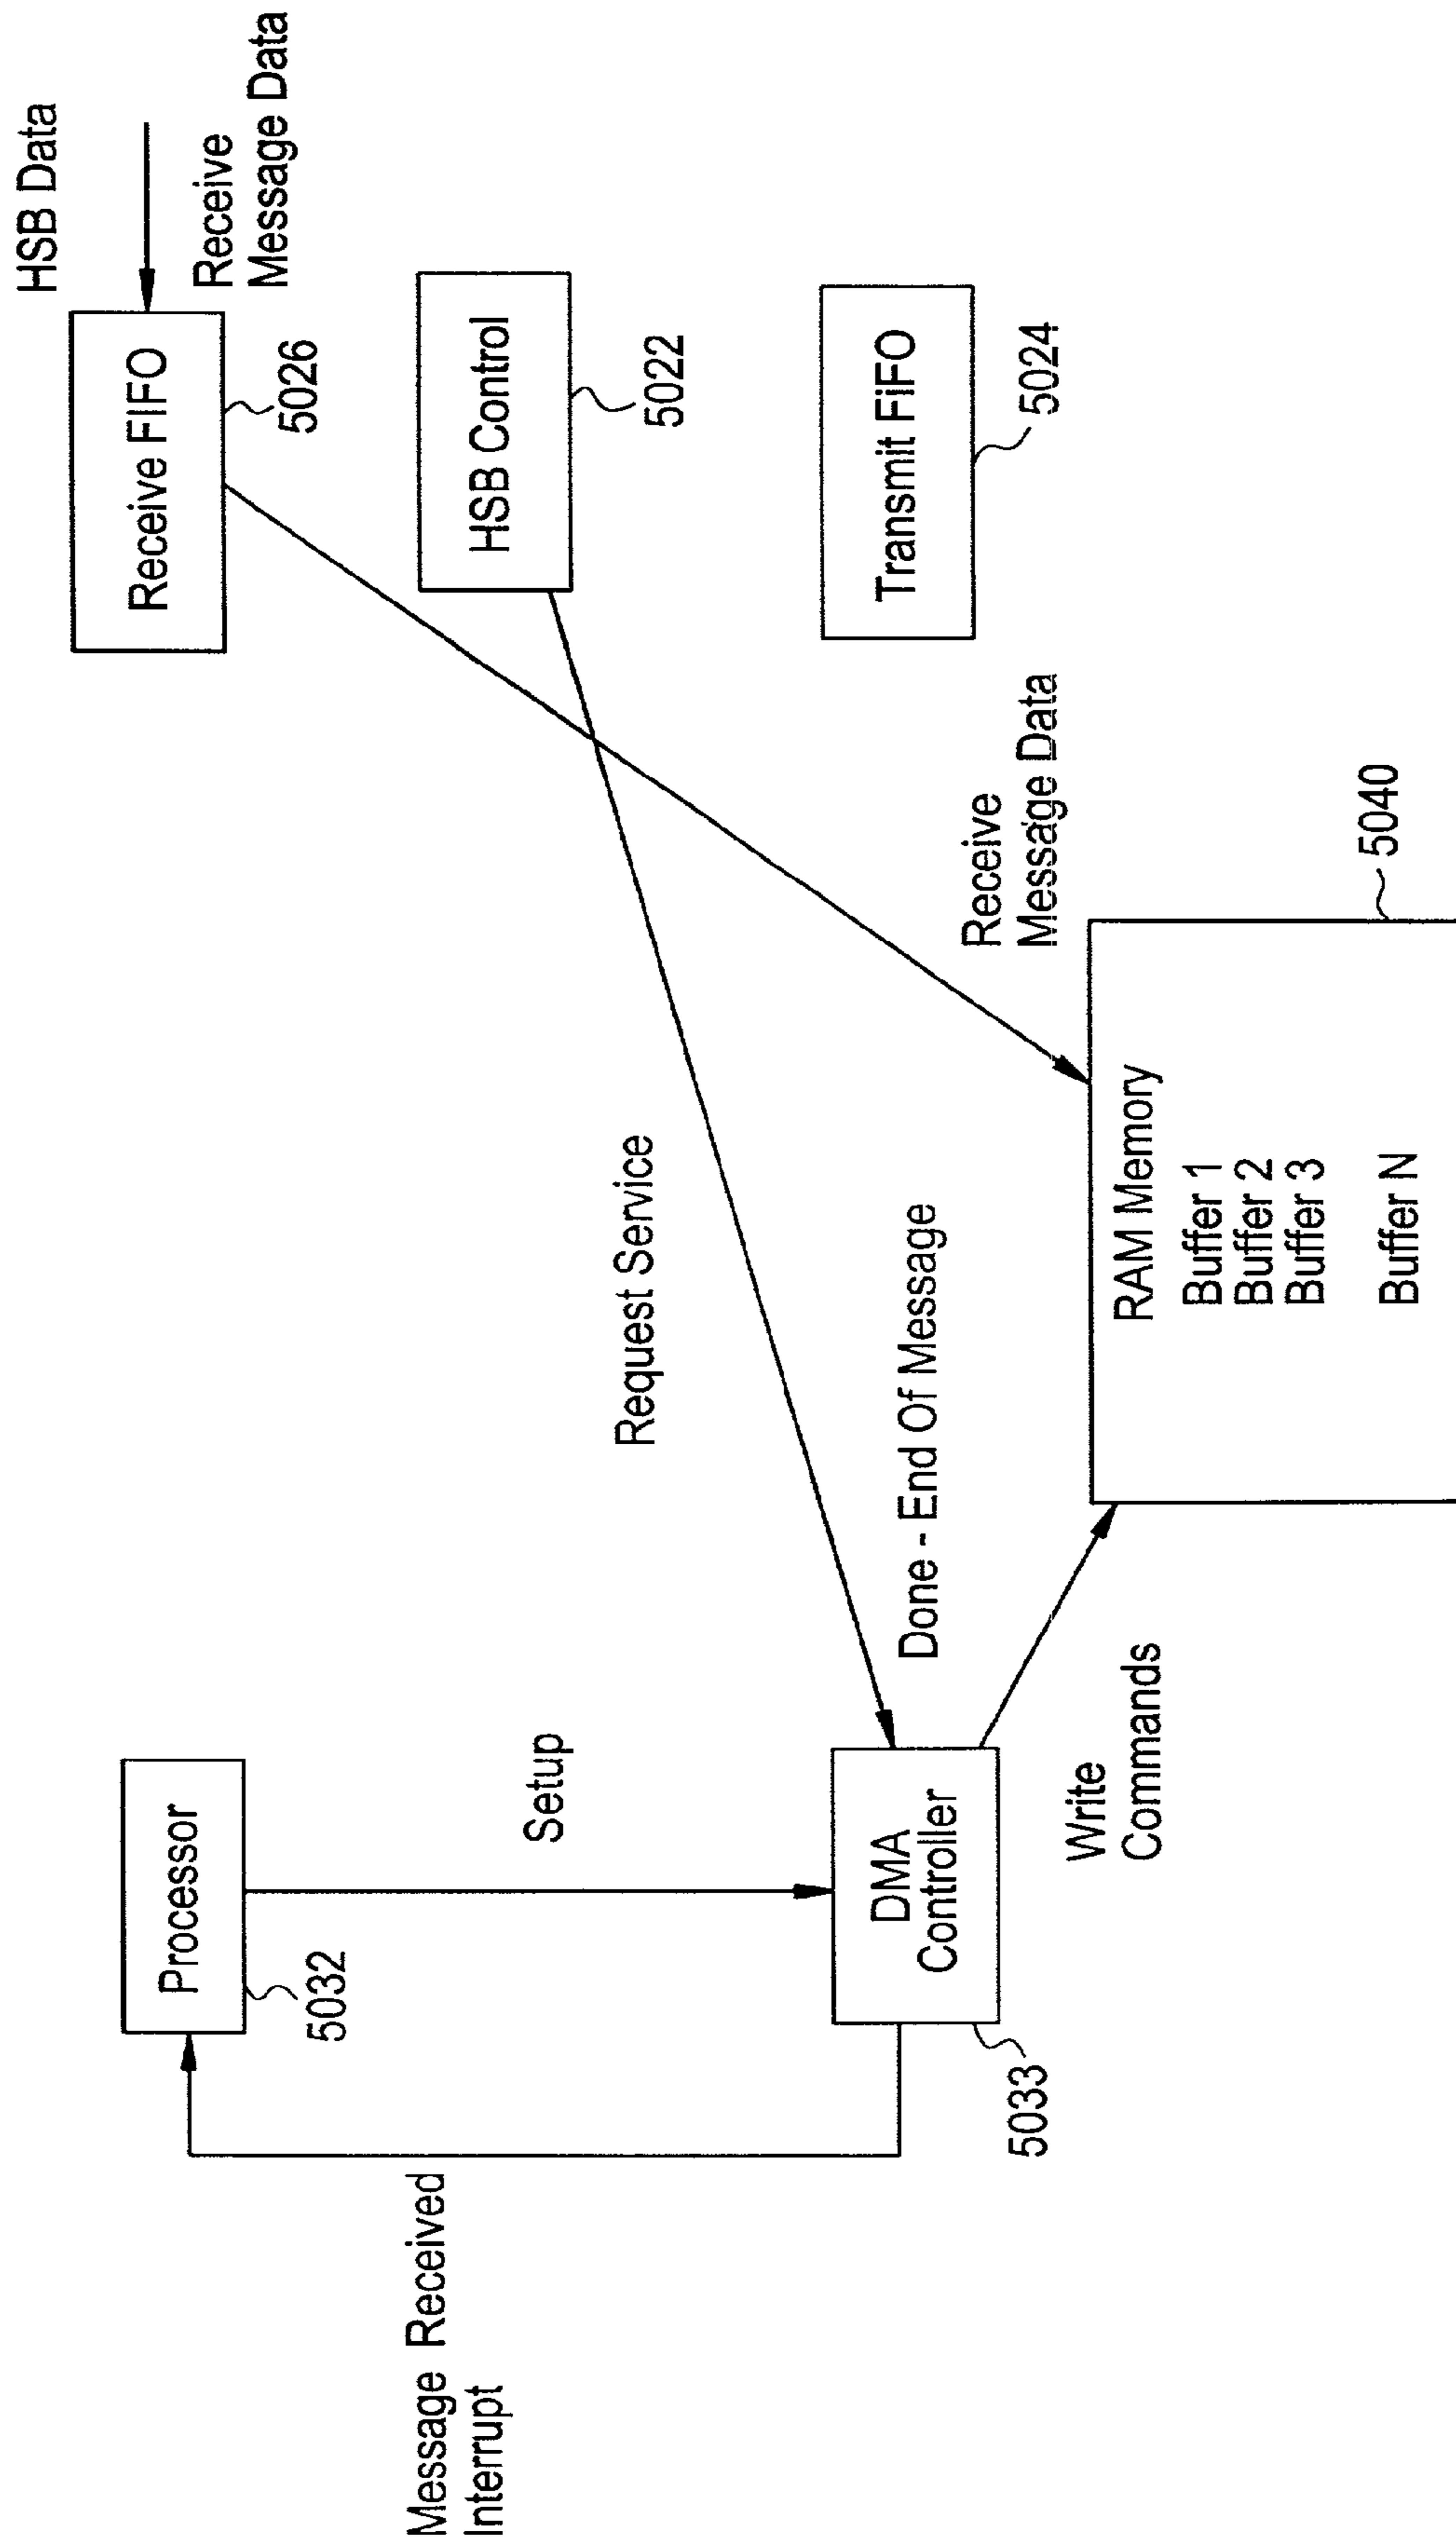 HSB Data
Receive FIFO
5026
Receive
Message Data
Processor
5032
HSB Control
5022
Message Received
Interrupt
Setup
Request Service
Transmit FiFO
5024
DMA
Controller
5033
Done - End Of Message
Receive
Message Data
Write
Commands
RAM Memory
Buffer 1
Buffer 2
Buffer 3
Buffer N
5040